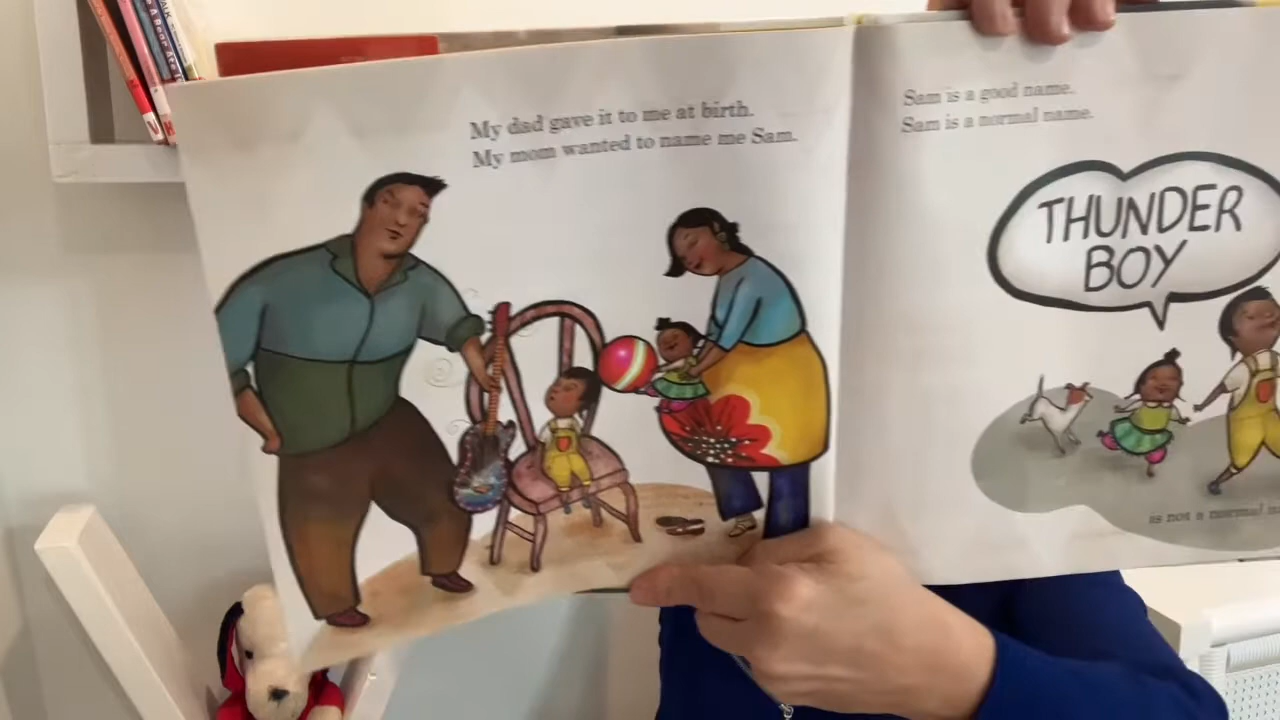 My dad gave it to me at birth.
My mom wanted to name me Sam.
Sam is a good name.
Sam is a normal name.
THUNDER
BOY
is not a normal